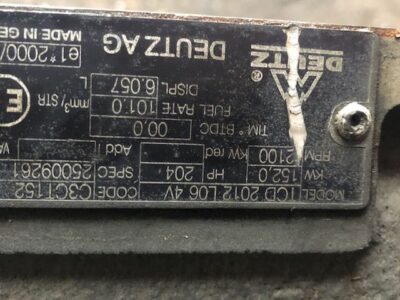 MODEL TCD 2012 L06 4V CODE C3CT152
KW 152.0 HP 204 SPEC 25009261
RPM 2100 KW red. Add.
TIM° BTDC 00.0
FUEL RATE 101.0 mm³/STR
DISPL 6.057 L
E
DEUTZ
DEUTZ AG
MADE IN GE
e1*2000/